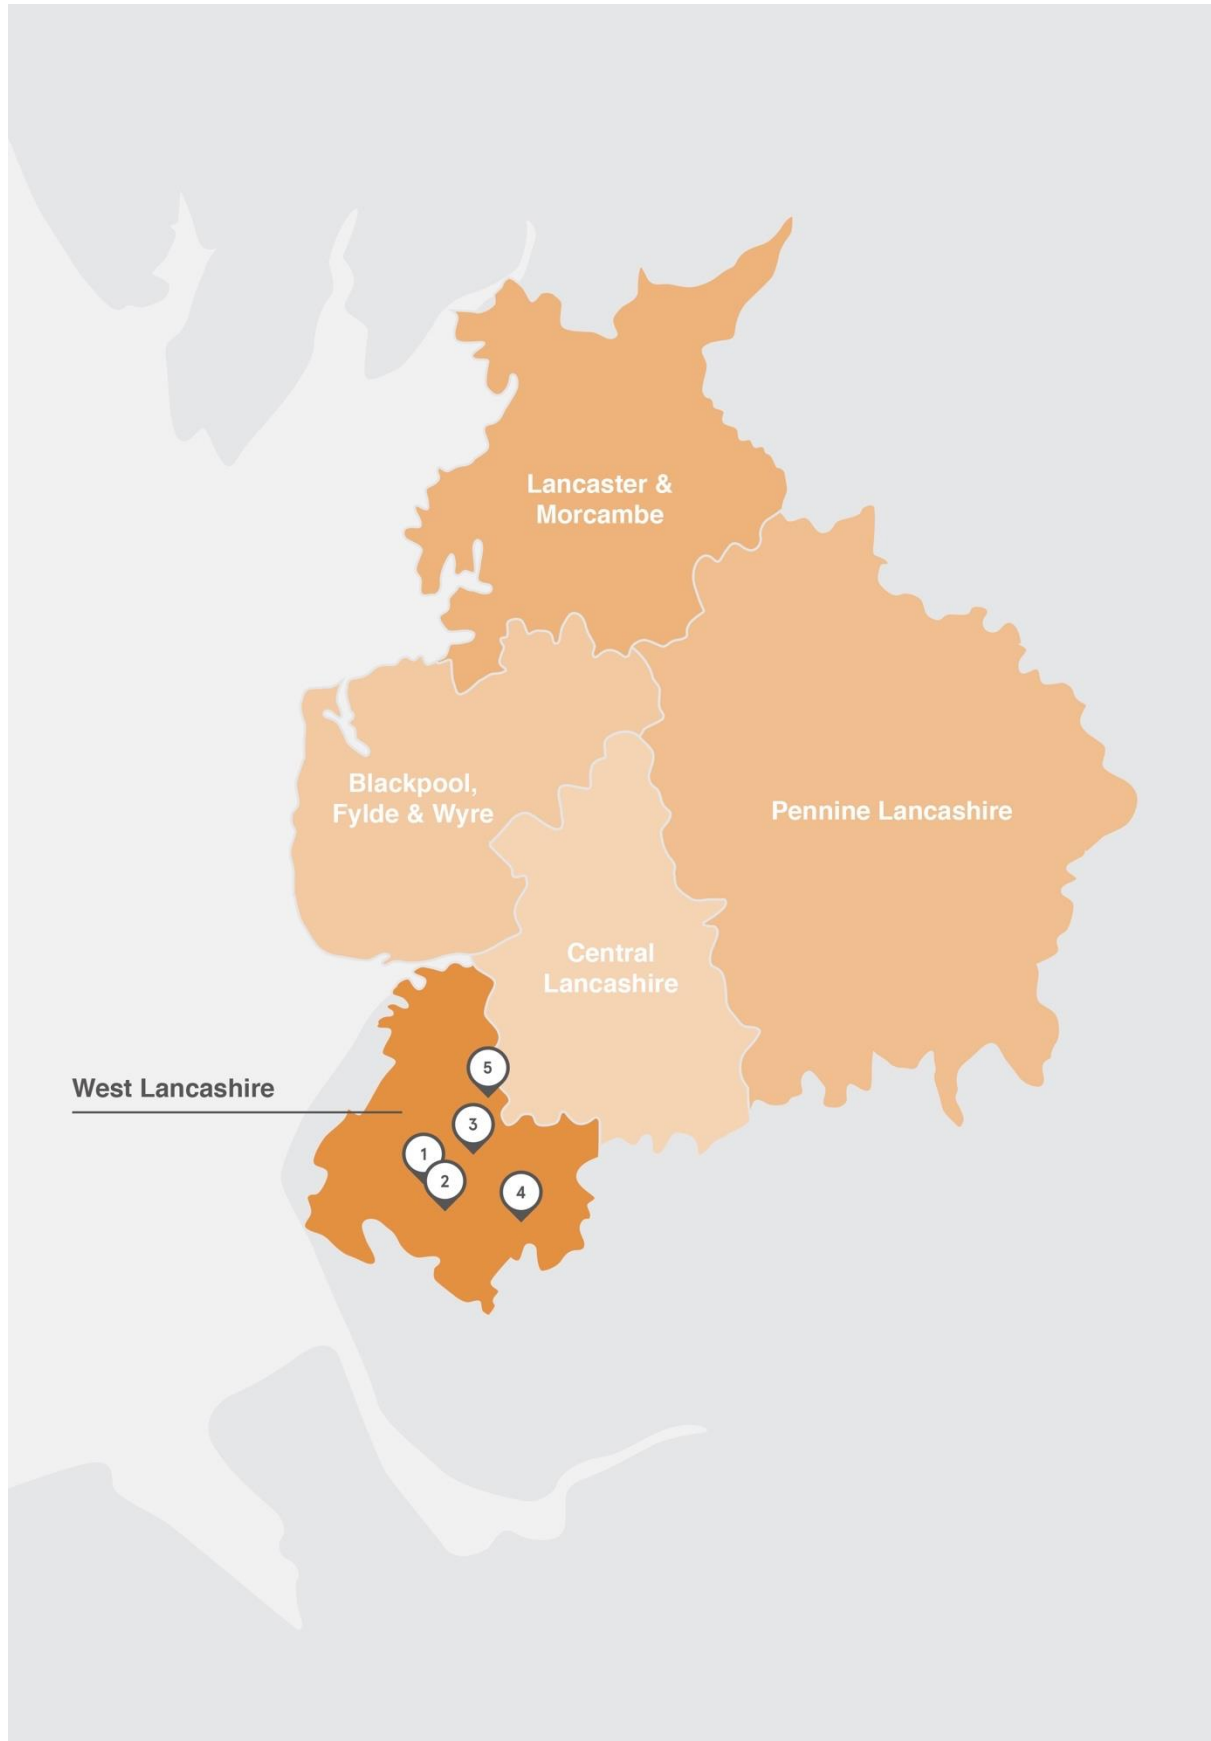 Lancaster &
Morcambe
Blackpool,
Fylde & Wyre
Pennine Lancashire
Central
Lancashire
West Lancashire
5
3
1
2
4